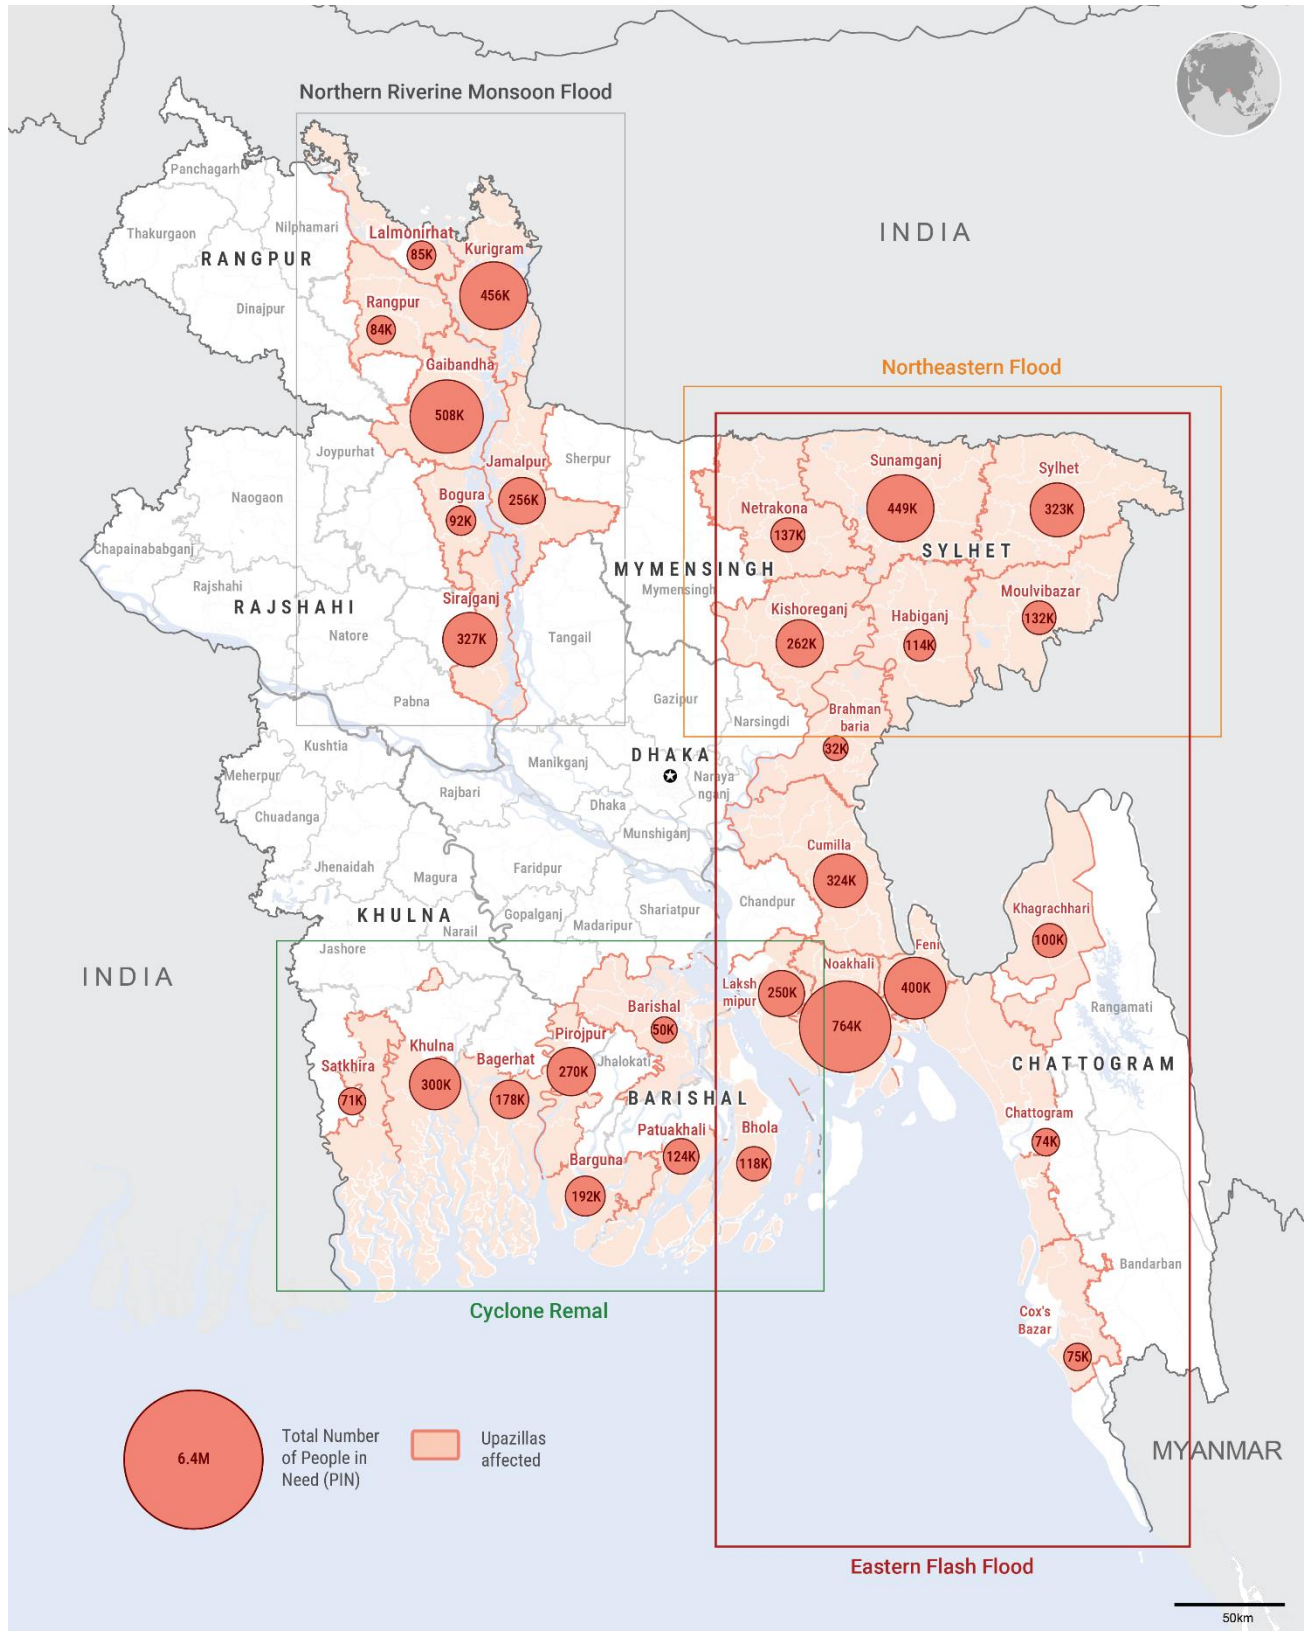 Northern Riverine Monsoon Flood
Panchagarh
Thakurgaon
Nilphamari
Lalmonirhat
INDIA
RANGPUR
85K
Kurigram
456K
Dinajpur
Rangpur
84K
Gaibandha
508K
Northeastern Flood
Joypurhat
Jamalpur
Sherpur
Sunamganj
Sylhet
Naogaon
Bogura
92K
256K
Netrakona
137K
449K
323K
Chapainababganj
SYLHET
Rajshahi
RAJSHAHI
Sirajganj
327K
MYMENSINGH
Mymensingh
Moulvibazar
132K
Natore
Tangail
Kishoreganj
262K
Habiganj
114K
Pabna
Gazipur
Narsingdi
Brahman
baria
32K
Kushtia
Manikganj
DHAKA
Meherpur
Rajbari
Naraya
nganj
Chuadanga
Dhaka
Munshiganj
Jhenaidah
Magura
Faridpur
Cumilla
324K
KHULNA
Narail
Gopalganj
Madaripur
Shariatpur
Chandpur
Khagrachhari
100K
Jashore
Feni
400K
INDIA
Noakhali
764K
Laksh
mipur
250K
Rangamati
Satkhira
71K
Khulna
300K
Bagerhat
178K
Pirojpur
270K
Barishal
50K
Jhalokati
CHATTOGRAM
BARISHAL
Chattogram
74K
Barguna
192K
Patuakhali
124K
Bhola
118K
Bandarban
Cyclone Remal
Cox's
Bazar
75K
6.4M
Total Number
of People in
Need (PIN)
Upazillas
affected
MYANMAR
Eastern Flash Flood
50km